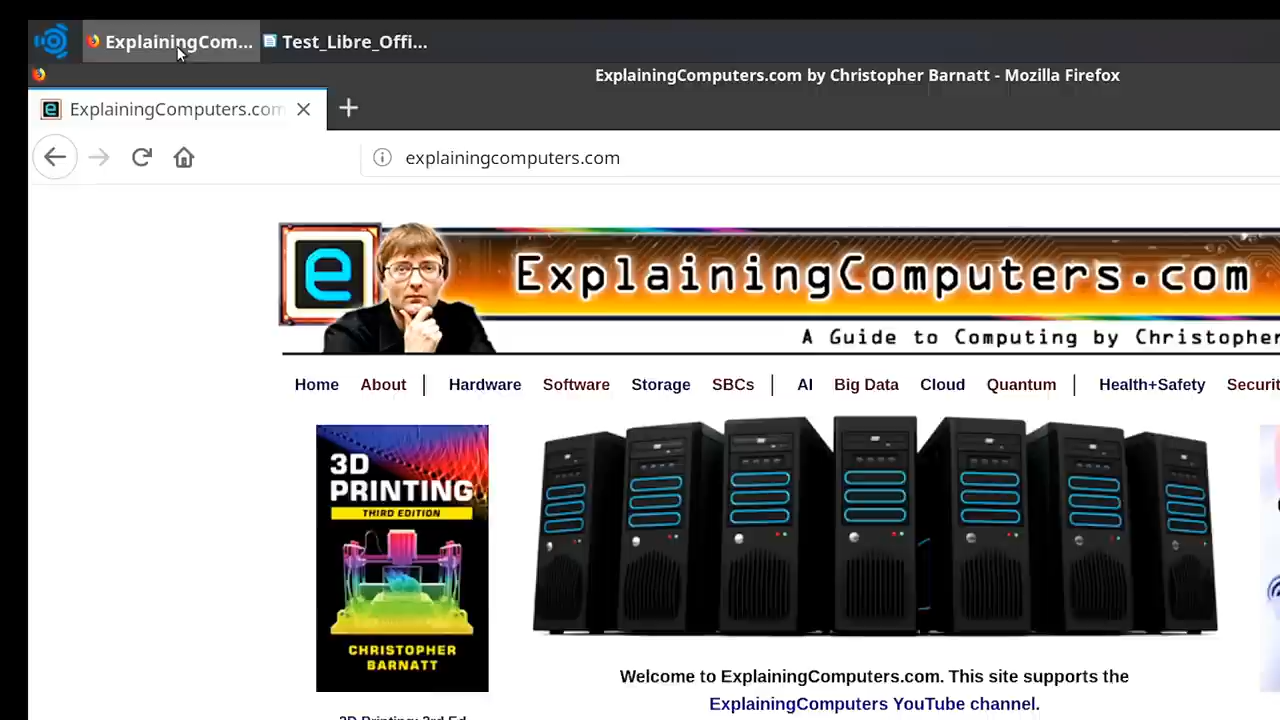 ExplainingCom... Test_Libre_Offi...
ExplainingComputers.com by Christopher Barnatt - Mozilla Firefox
ExplainingComputers.com
explainingcomputers.com
e ExplainingComputers.com
A Guide to Computing by Christopher
Home About | Hardware Software Storage SBCs | AI Big Data Cloud Quantum | Health+Safety Securit
3D
PRINTING
THIRD EDITION
CHRISTOPHER
BARNATT
Welcome to ExplainingComputers.com. This site supports the
ExplainingComputers YouTube channel.
3D Printing: 3rd Ed